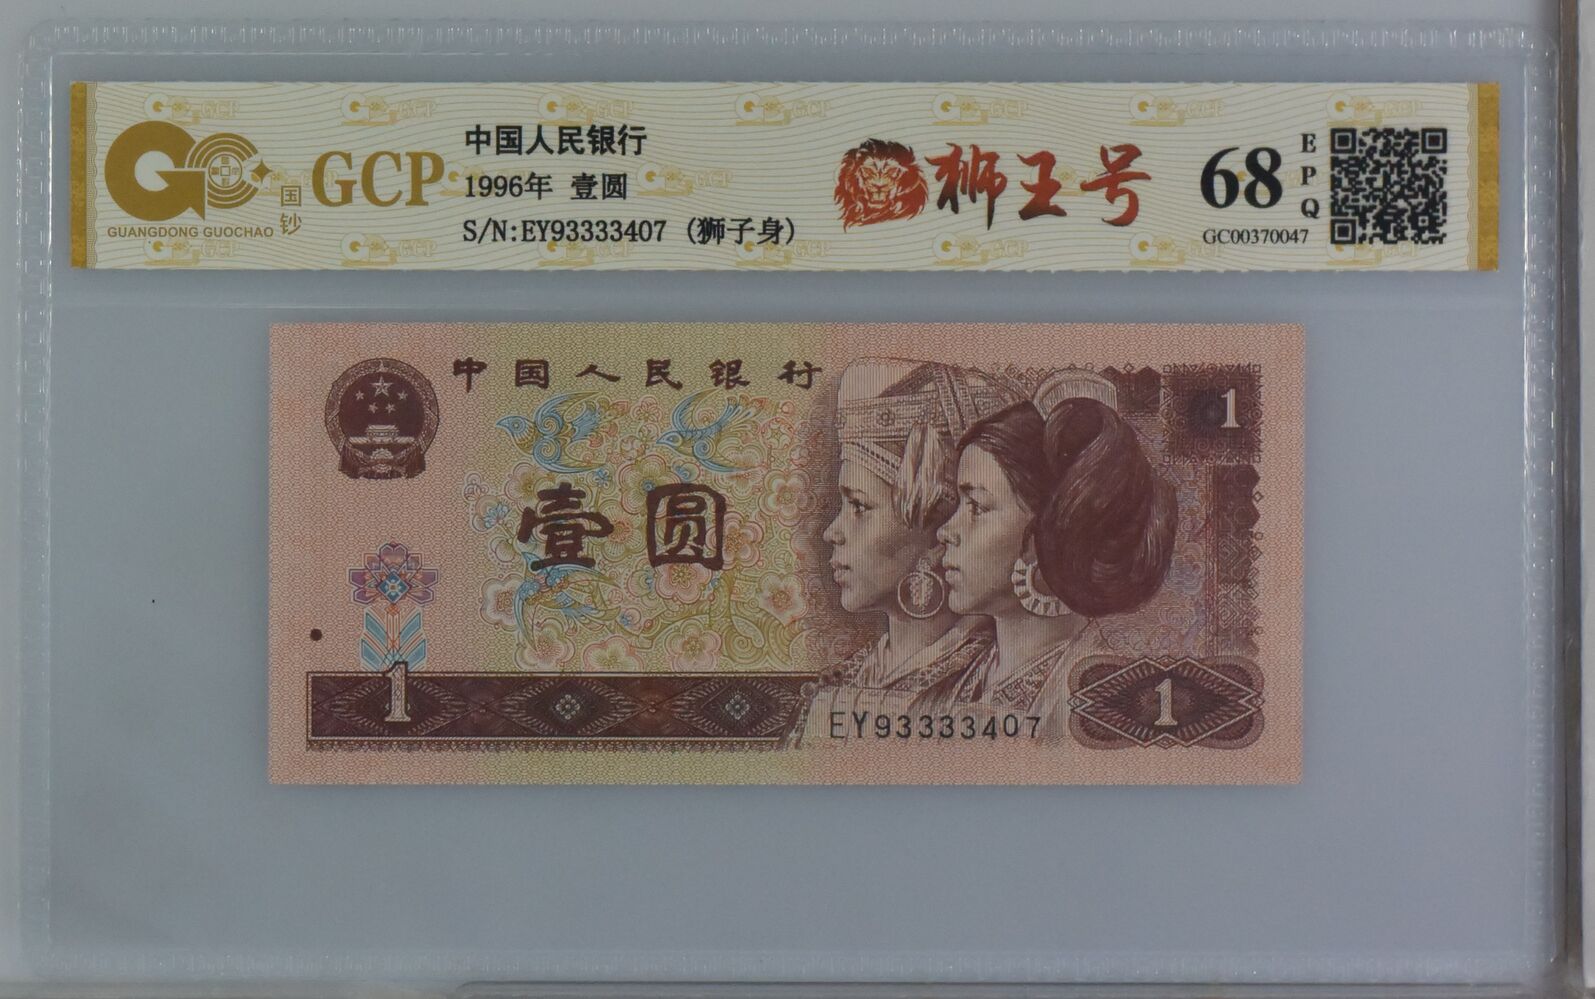 中国人民银行
1996年 壹圆
S/N:EY93333407 (狮子身)
GCP
国钞
GUANGDONG GUOCHAO
狮王号
68
EPQ
GC00370047
中国人民银行
1
壹圆
1
EY93333407
1